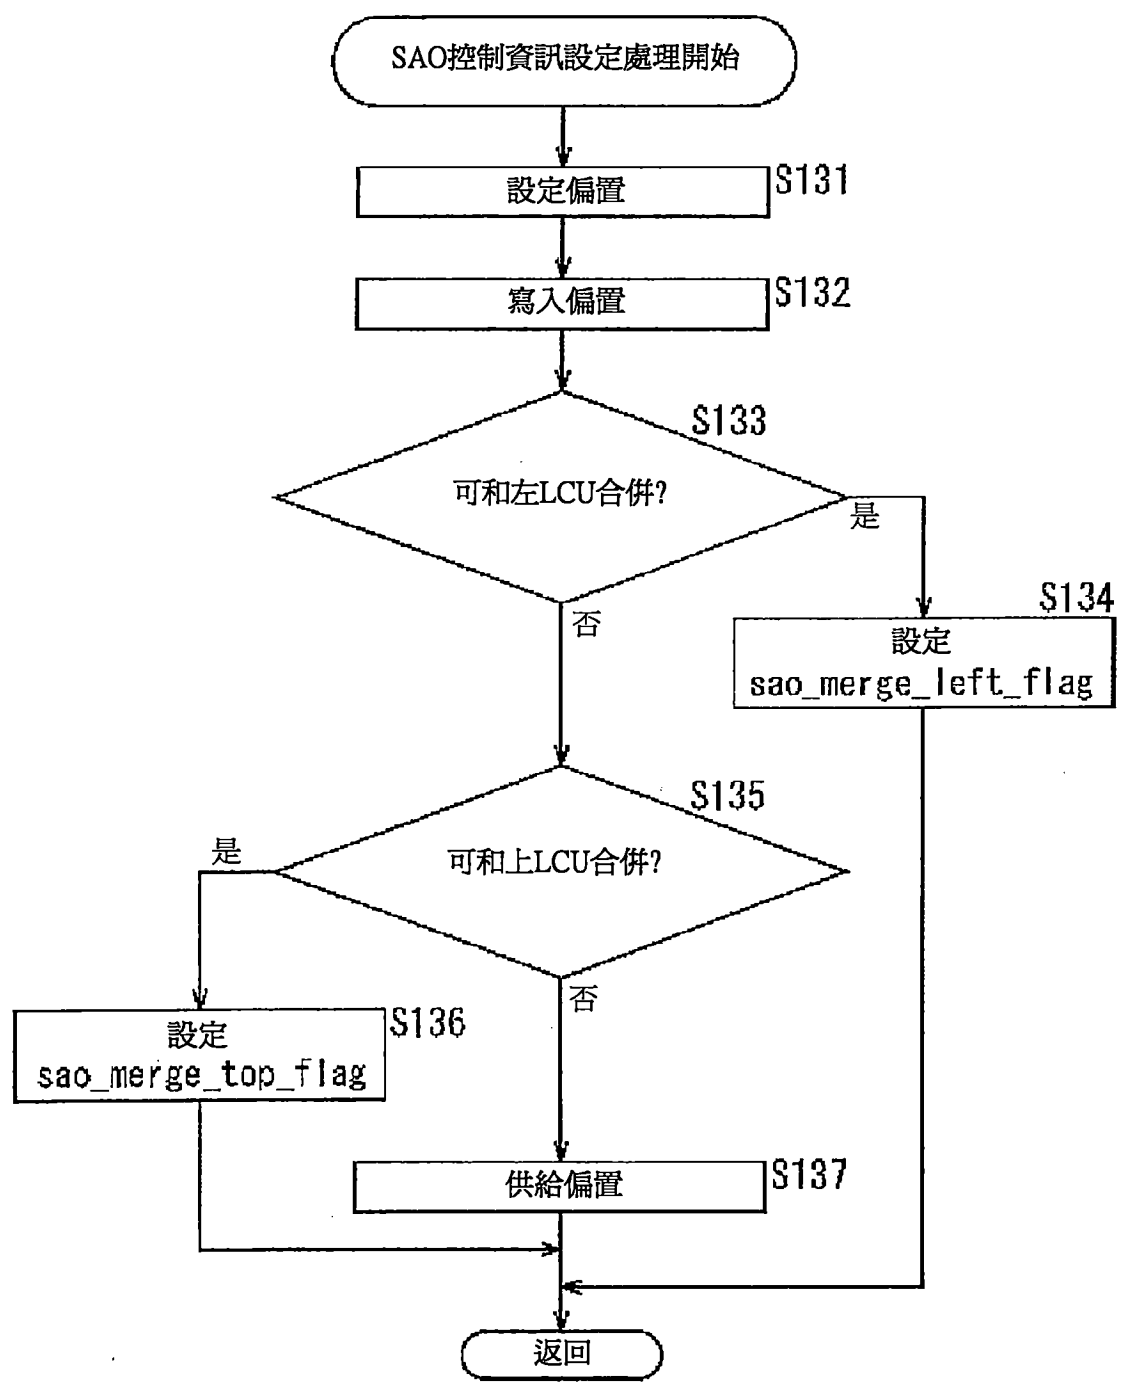 SAO控制資訊設定處理開始
設定偏置
S131
寫入偏置
S132
S133
可和左LCU合併?
是
否
S134
設定
sao_merge_left_flag
S135
是
可和上LCU合併?
否
設定
S136
sao_merge_top_flag
供給偏置
S137
返回